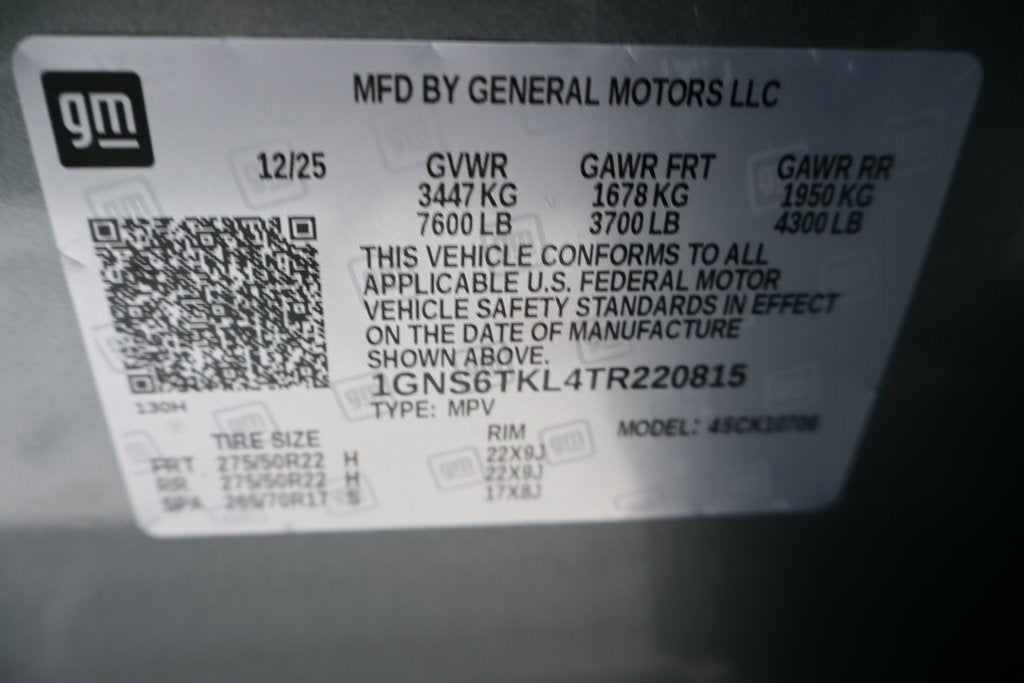 gm
MFD BY GENERAL MOTORS LLC
12/25 GVWR GAWR FRT GAWR RR
3447 KG 1678 KG 1950 KG
7600 LB 3700 LB 4300 LB
THIS VEHICLE CONFORMS TO ALL
APPLICABLE U.S. FEDERAL MOTOR
VEHICLE SAFETY STANDARDS IN EFFECT
ON THE DATE OF MANUFACTURE
SHOWN ABOVE.
1GNS6TKL4TR220815
130H
TYPE: MPV
MODEL:
TIRE SIZE RIM
FRT 275/50R22 H 22X9J
RR 275/50R22 H 22X9J
SPA 265/70R17 S 17X8J